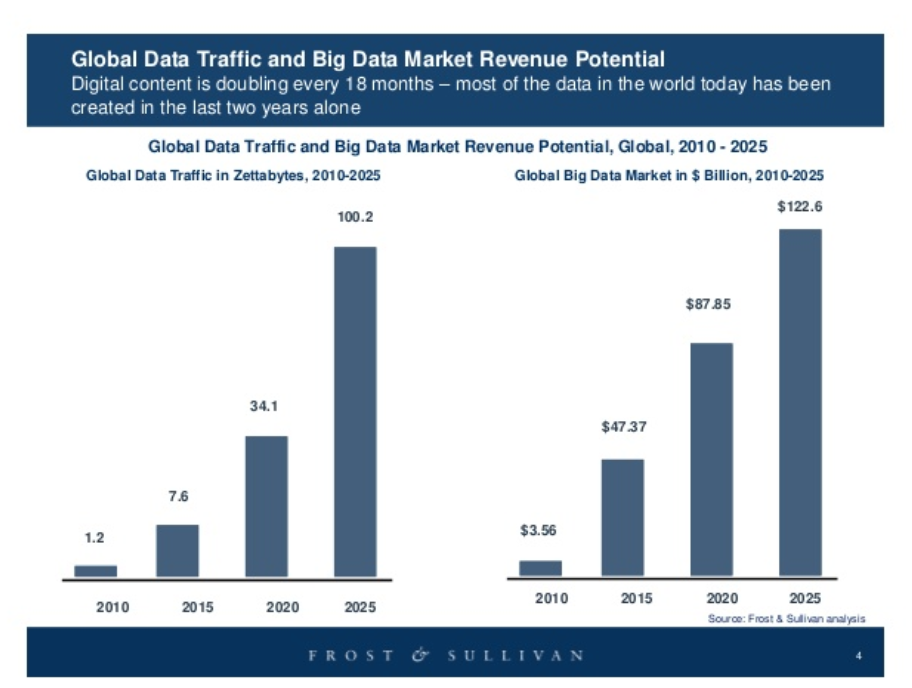 Global Data Traffic and Big Data Market Revenue Potential
Digital content is doubling every 18 months – most of the data in the world today has been
created in the last two years alone
Global Data Traffic and Big Data Market Revenue Potential, Global, 2010 - 2025
Global Data Traffic in Zettabytes, 2010-2025
100.2
34.1
7.6
1.2
2010 2015 2020 2025
Global Big Data Market in $ Billion, 2010-2025
$122.6
$87.85
$47.37
$3.56
2010 2015 2020 2025
Source: Frost & Sullivan analysis
FROST & SULLIVAN
4